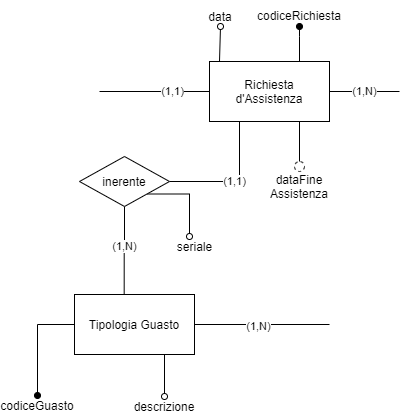 data
codiceRichiesta
Richiesta
d'Assistenza
(1,1)
(1,N)
inerente
(1,1)
dataFine
Assistenza
(1,N)
seriale
Tipologia Guasto
(1,N)
codiceGuasto
descrizione